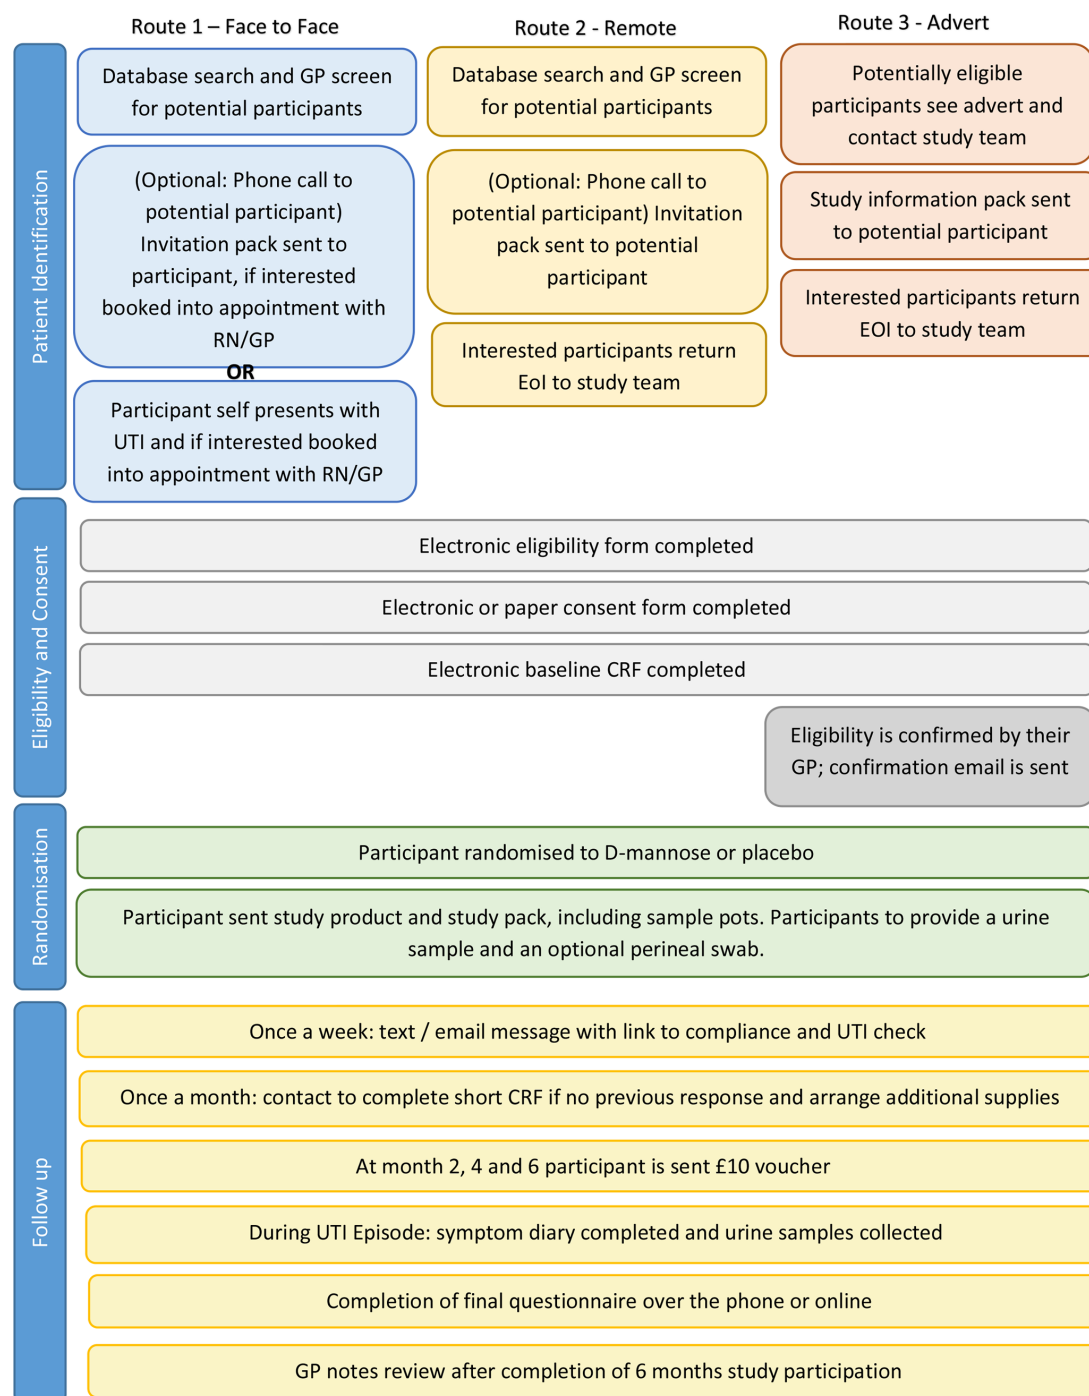 Route 1 – Face to Face
Route 2 - Remote
Route 3 - Advert
Patient Identification
Database search and GP screen
for potential participants
(Optional: Phone call to
potential participant)
Invitation pack sent to
participant, if interested
booked into appointment with
RN/GP
OR
Participant self presents with
UTI and if interested booked
into appointment with RN/GP
Database search and GP screen
for potential participants
(Optional: Phone call to
potential participant) Invitation
pack sent to potential
participant
Interested participants return
EoI to study team
Potentially eligible
participants see advert and
contact study team
Study information pack sent
to potential participant
Interested participants return
EOI to study team
Eligibility and Consent
Electronic eligibility form completed
Electronic or paper consent form completed
Electronic baseline CRF completed
Eligibility is confirmed by their
GP; confirmation email is sent
Randomisation
Participant randomised to D-mannose or placebo
Participant sent study product and study pack, including sample pots. Participants to provide a urine
sample and an optional perineal swab.
Follow up
Once a week: text / email message with link to compliance and UTI check
Once a month: contact to complete short CRF if no previous response and arrange additional supplies
At month 2, 4 and 6 participant is sent £10 voucher
During UTI Episode: symptom diary completed and urine samples collected
Completion of final questionnaire over the phone or online
GP notes review after completion of 6 months study participation